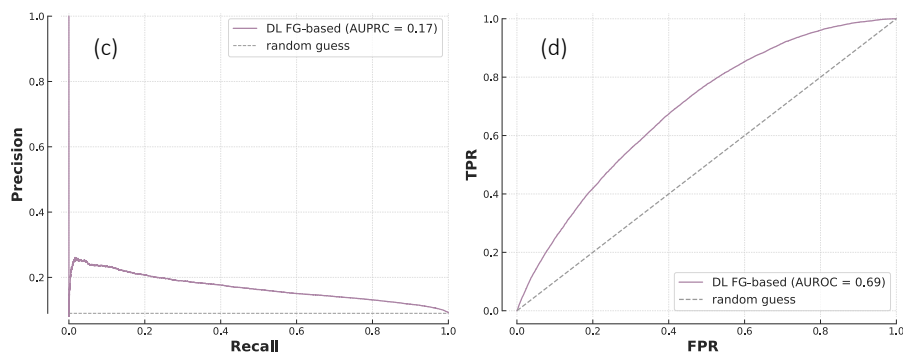 (c)
DL FG-based (AUPRC = 0.17)
random guess
1.0
0.8
0.6
0.4
0.2
Precision
0.0
0.2
0.4
0.6
0.8
1.0
Recall
(d)
1.0
0.8
0.6
0.4
0.2
0.0
TPR
DL FG-based (AUROC = 0.69)
random guess
0.0
0.2
0.4
0.6
0.8
1.0
FPR